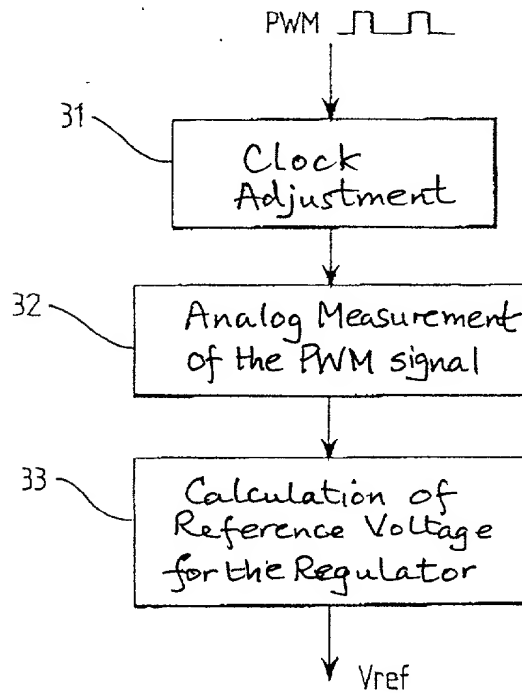 PWM
31
Clock
Adjustment
32
Analog Measurement
of the PWM signal
33
Calculation of
Reference Voltage
for the Regulator
Vref